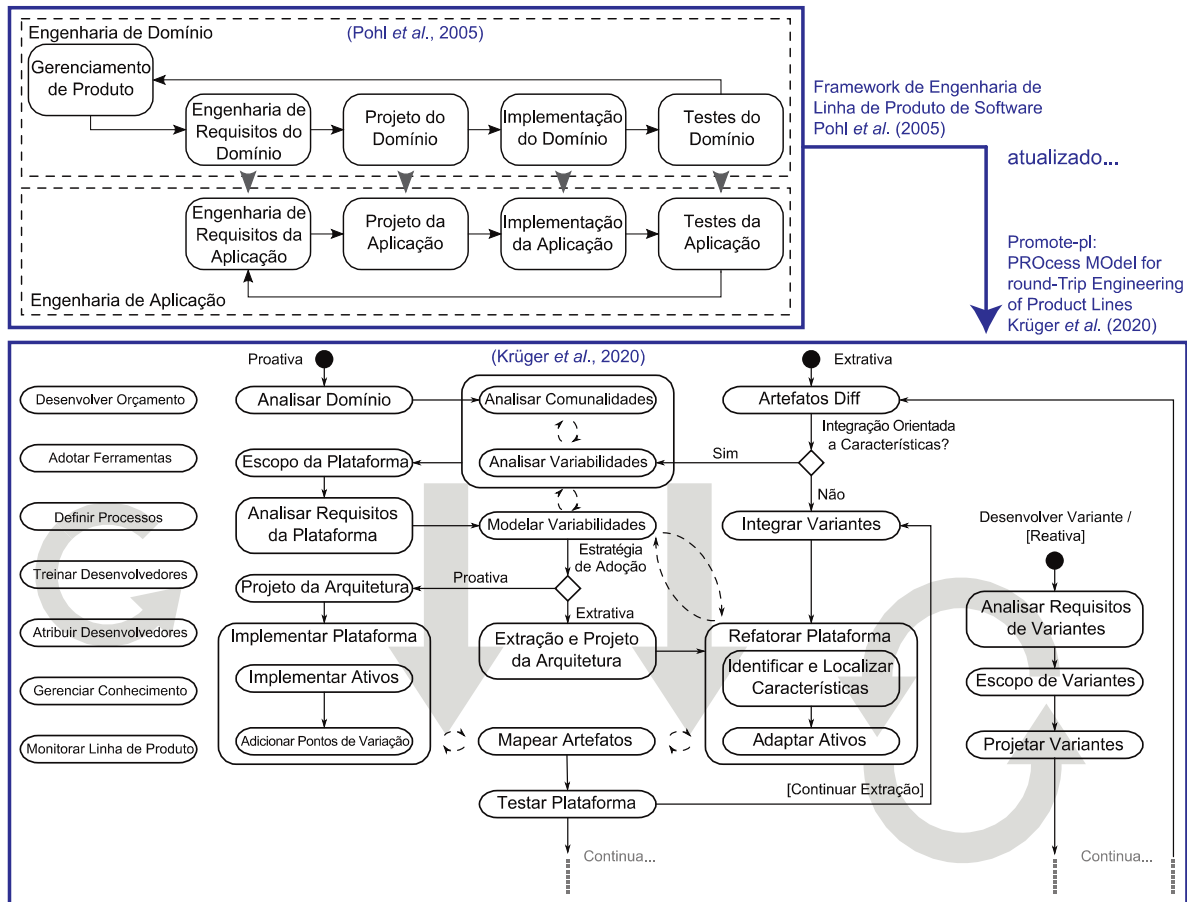 Engenharia de Domínio
(Pohl et al., 2005)
Gerenciamento
de Produto
Engenharia de
Requisitos do
Domínio
Projeto do
Domínio
Implementação
do Domínio
Testes do
Domínio
Engenharia de
Requisitos da
Aplicação
Projeto da
Aplicação
Implementação
da Aplicação
Testes da
Aplicação
Engenharia de Aplicação
Framework de Engenharia de
Linha de Produto de Software
Pohl et al. (2005)
atualizado...
Promote-pl:
PROcess MOdel for
round-Trip Engineering
of Product Lines
Krüger et al. (2020)
(Krüger et al., 2020)
Desenvolver Orçamento
Adotar Ferramentas
Definir Processos
Treinar Desenvolvedores
Atribuir Desenvolvedores
Gerenciar Conhecimento
Monitorar Linha de Produto
Proativa
Analisar Domínio
Escopo da Plataforma
Analisar Requisitos
da Plataforma
Projeto da Arquitetura
Implementar Plataforma
Implementar Ativos
Adicionar Pontos de Variação
Analisar Comunalidades
Analisar Variabilidades
Modelar Variabilidades
Estratégia
de Adoção
Proativa
Extrativa
Extração e Projeto
da Arquitetura
Mapear Artefatos
Testar Plataforma
Continua...
Extrativa
Artefatos Diff
Integração Orientada
a Características?
Sim
Não
Integrar Variantes
Refatorar Plataforma
Identificar e Localizar
Características
Adaptar Ativos
[Continuar Extração]
Desenvolver Variante /
[Reativa]
Analisar Requisitos
de Variantes
Escopo de Variantes
Projetar Variantes
Continua...